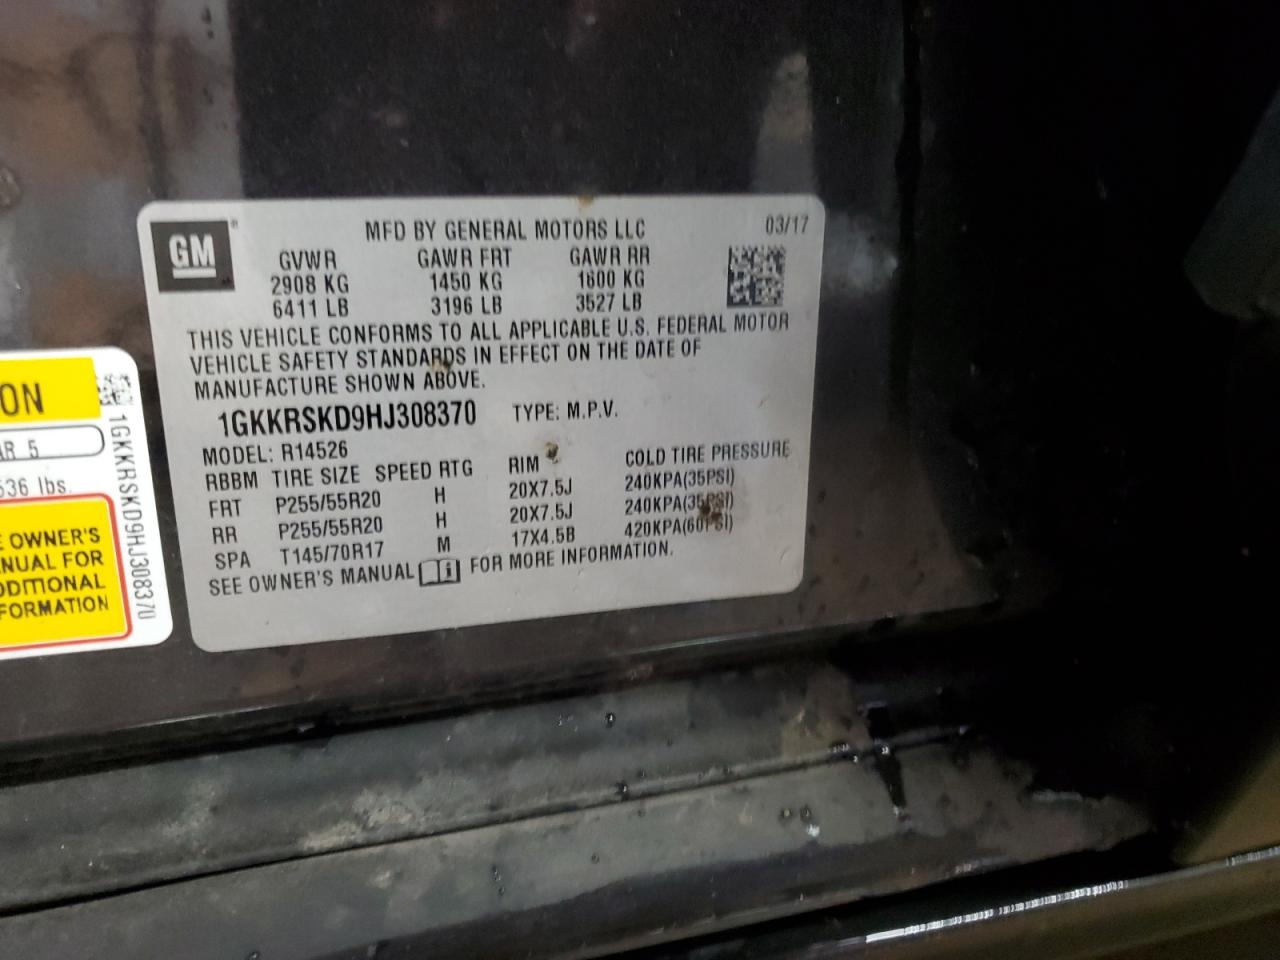 GM
MFD BY GENERAL MOTORS LLC
03/17
GVWR GAWR FRT GAWR RR
2908 KG 1450 KG 1600 KG
6411 LB 3196 LB 3527 LB
THIS VEHICLE CONFORMS TO ALL APPLICABLE U.S. FEDERAL MOTOR
VEHICLE SAFETY STANDARDS IN EFFECT ON THE DATE OF
MANUFACTURE SHOWN ABOVE.
1GKKRSKD9HJ308370 TYPE: M.P.V.
MODEL: R14526
RBBM TIRE SIZE SPEED RTG RIM COLD TIRE PRESSURE
FRT P255/55R20 H 20X7.5J 240KPA(35PSI)
RR P255/55R20 H 20X7.5J 240KPA(35PSI)
SPA T145/70R17 M 17X4.5B 420KPA(60PSI)
SEE OWNER'S MANUAL i FOR MORE INFORMATION.
ON
AR 5
536 lbs.
E OWNER'S
NUAL FOR
DDITIONAL
FORMATION
1GKKRSKD9HJ308370